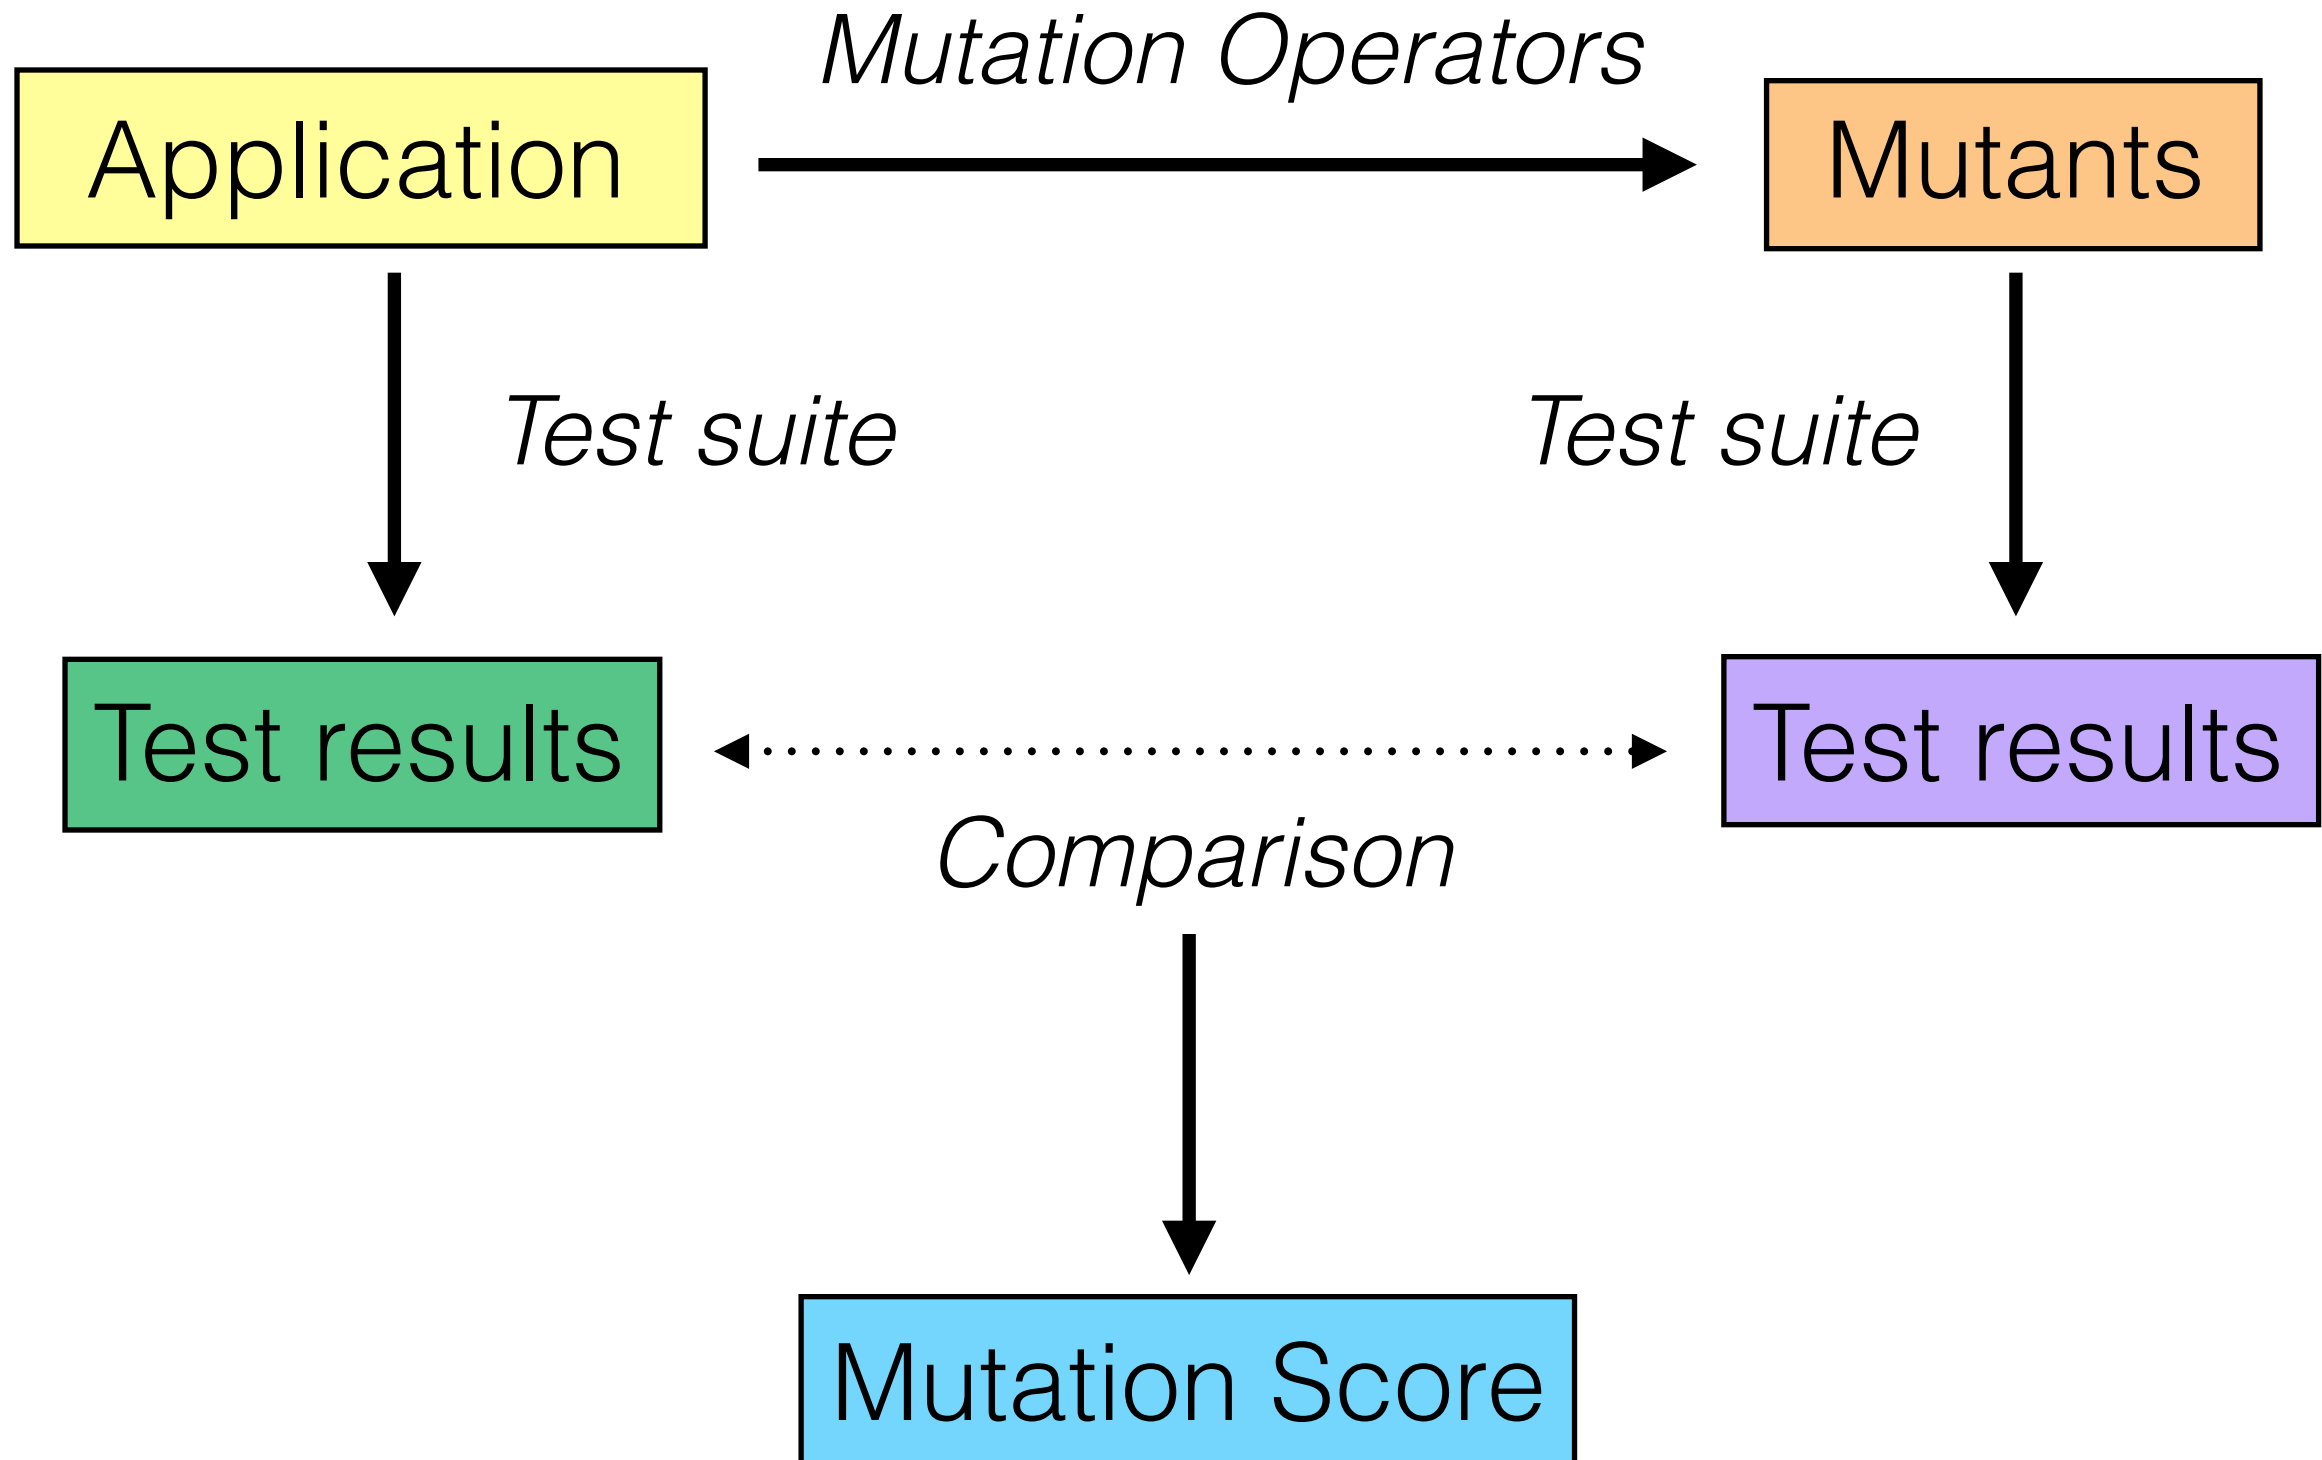 Mutation Operators
Application
Mutants
Test suite
Test suite
Test results
Test results
Comparison
Mutation Score